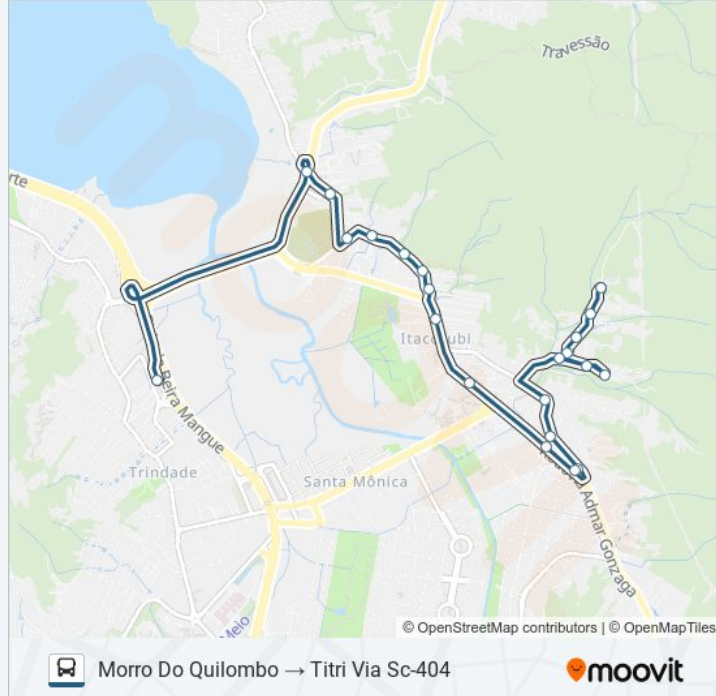 Travessão
rte
Itacorubi
Beira Mangue
Trindade
Santa Mônica
Admar Gonzaga
Meio
© OpenStreetMap contributors | © OpenMapTiles
Morro Do Quilombo → Titri Via Sc-404
moovit